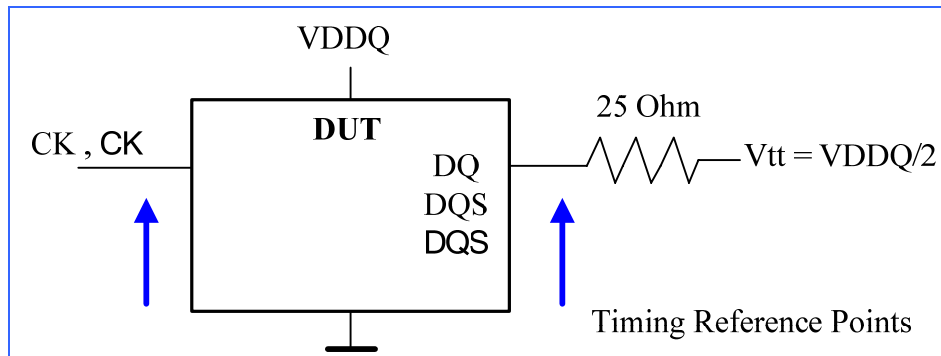 VDDQ
25 Ohm
DUT
CK , CK
DQ
Vtt = VDDQ/2
DQS
DQS
Timing Reference Points